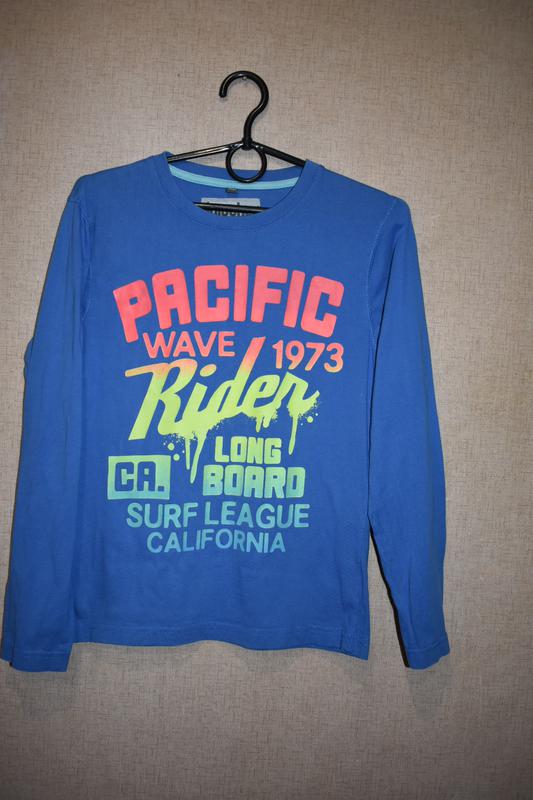 PACIFIC
WAVE 1973
Rider
LONG
CA. BOARD
SURF LEAGUE
CALIFORNIA